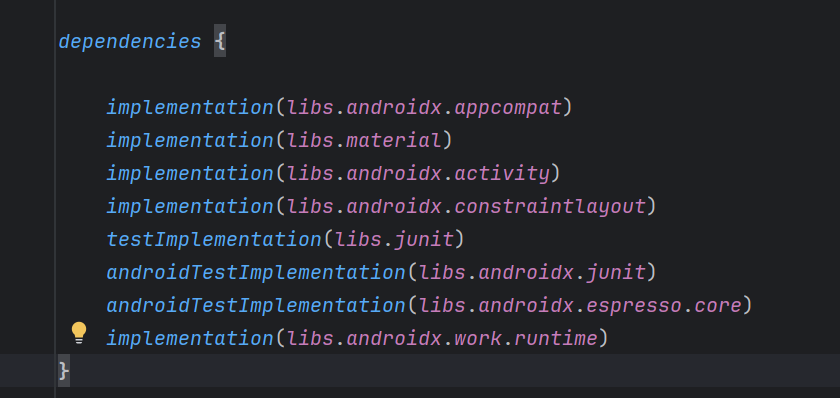 dependencies {
implementation(libs.androidx.appcompat)
implementation(libs.material)
implementation(libs.androidx.activity)
implementation(libs.androidx.constraintlayout)
testImplementation(libs.junit)
androidTestImplementation(libs.androidx.junit)
androidTestImplementation(libs.androidx.espresso.core)
implementation(libs.androidx.work.runtime)
}